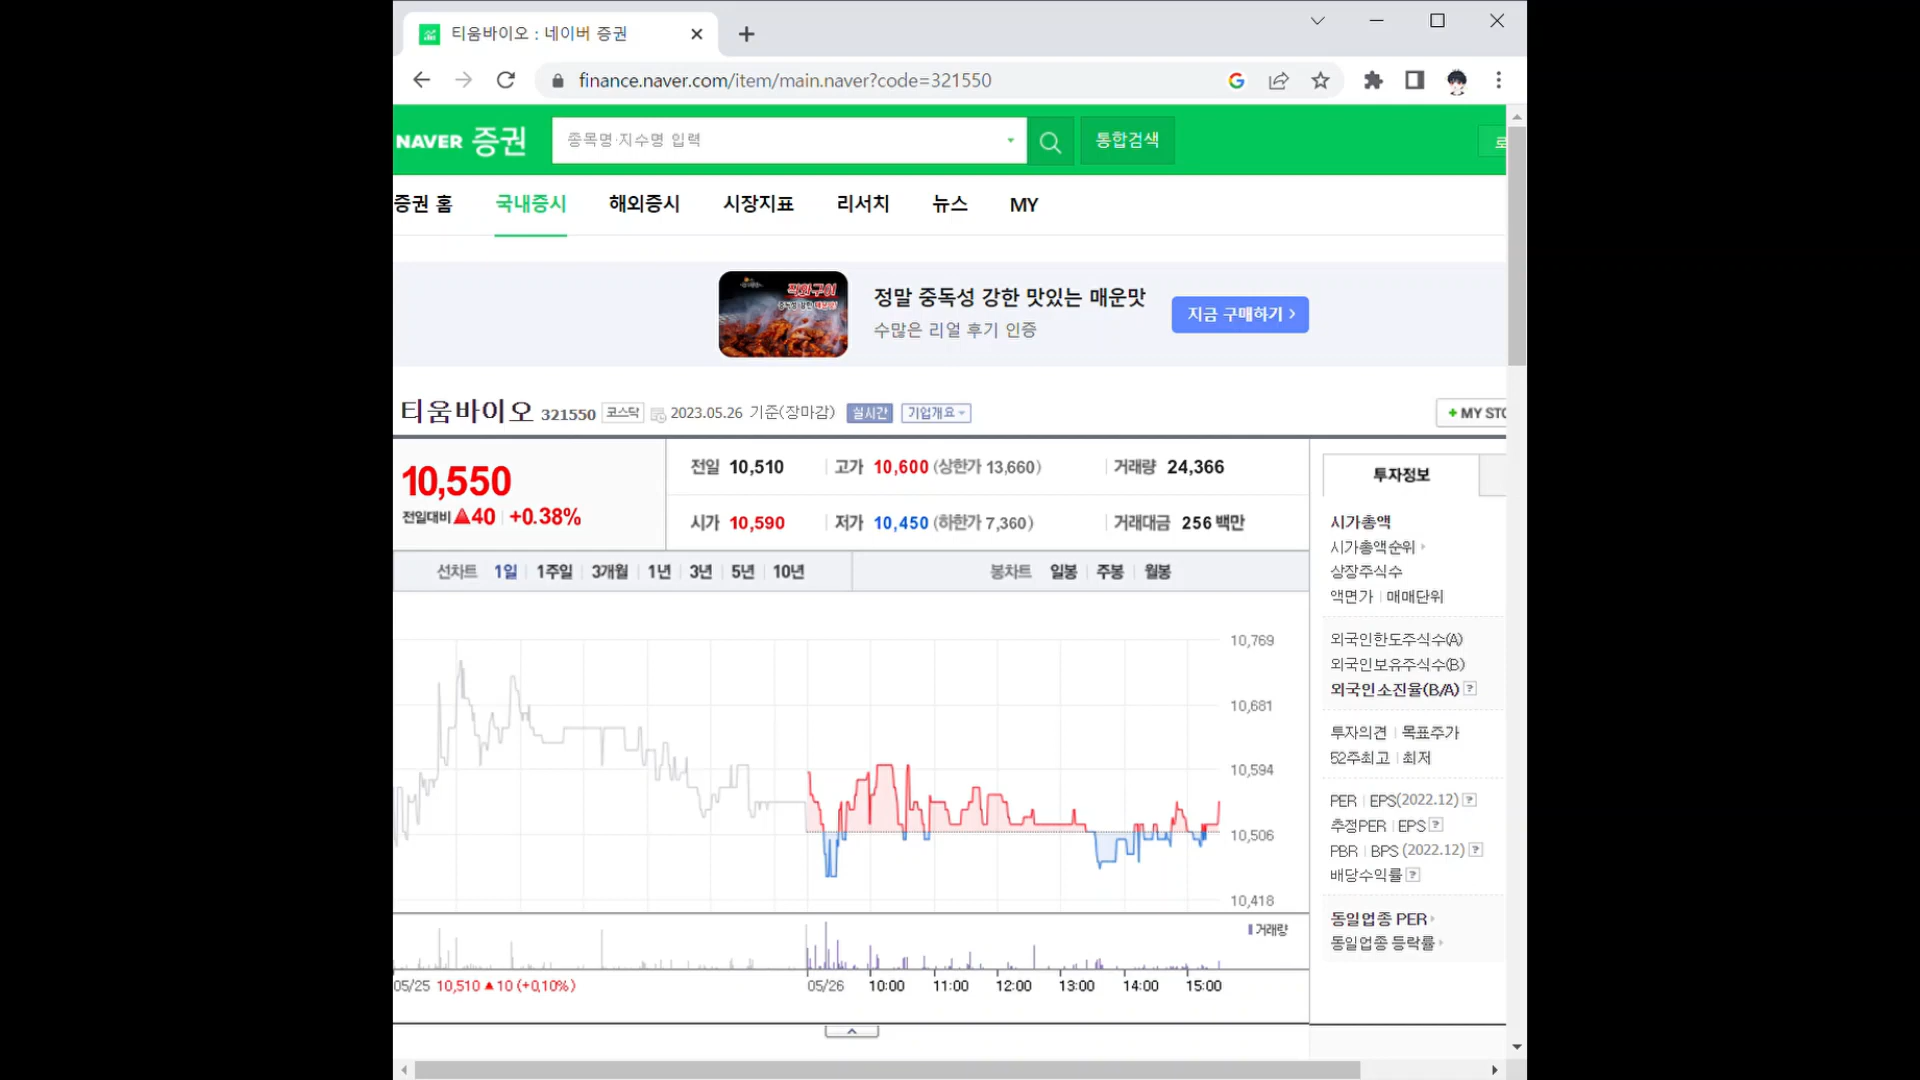 티움바이오 : 네이버 증권
finance.naver.com/item/main.naver?code=321550
NAVER 증권
종목명·지수명 입력
통합검색
로
증권 홈 국내증시 해외증시 시장지표 리서치 뉴스 MY
직화구이!
정말 중독성 강한 맛있는 매운맛
수많은 리얼 후기 인증
지금 구매하기 >
티움바이오 321550 코스닥 2023.05.26 기준(장마감) 실시간 기업개요
+ MY STO
10,550
전일대비 ▲40 +0.38%
전일 10,510 고가 10,600 (상한가 13,660) 거래량 24,366
시가 10,590 저가 10,450 (하한가 7,360) 거래대금 256 백만
선차트 1일 1주일 3개월 1년 3년 5년 10년 봉차트 일봉 주봉 월봉
10,769
10,681
10,594
10,506
10,418
거래량
05/25 10,510 ▲10 (+0.10%)
05/26 10:00 11:00 12:00 13:00 14:00 15:00
투자정보
시가총액
시가총액순위
상장주식수
액면가 | 매매단위
외국인한도주식수(A)
외국인보유주식수(B)
외국인소진율(B/A) ?
투자의견 | 목표주가
52주최고 | 최저
PER | EPS(2022.12) ?
추정PER | EPS ?
PBR | BPS (2022.12) ?
배당수익률 ?
동일업종 PER
동일업종 등락률